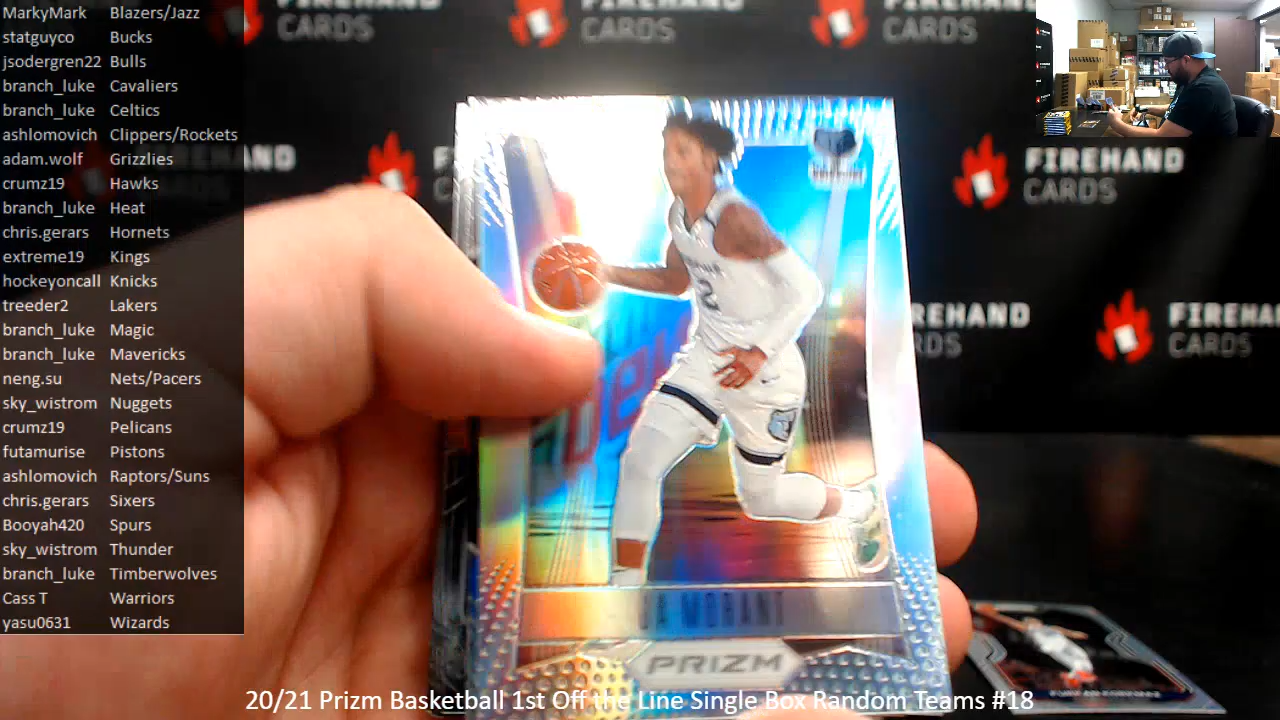 MarkyMark Blazers/Jazz
statguyco Bucks
jsodergren22 Bulls
branch_luke Cavaliers
branch_luke Celtics
ashlomovich Clippers/Rockets
adam.wolf Grizzlies
crumz19 Hawks
branch_luke Heat
chris.gerars Hornets
extreme19 Kings
hockeyoncall Knicks
treeder2 Lakers
branch_luke Magic
branch_luke Mavericks
neng.su Nets/Pacers
sky_wistrom Nuggets
crumz19 Pelicans
futamurise Pistons
ashlomovich Raptors/Suns
chris.gerars Sixers
Booyah420 Spurs
sky_wistrom Thunder
branch_luke Timberwolves
Cass T Warriors
yasu0631 Wizards
CARDS
CARDS
CARDS
FIREHAND
CARDS
2
JA MORANT
PRIZM
20/21 Prizm Basketball 1st Off the Line Single Box Random Teams #18